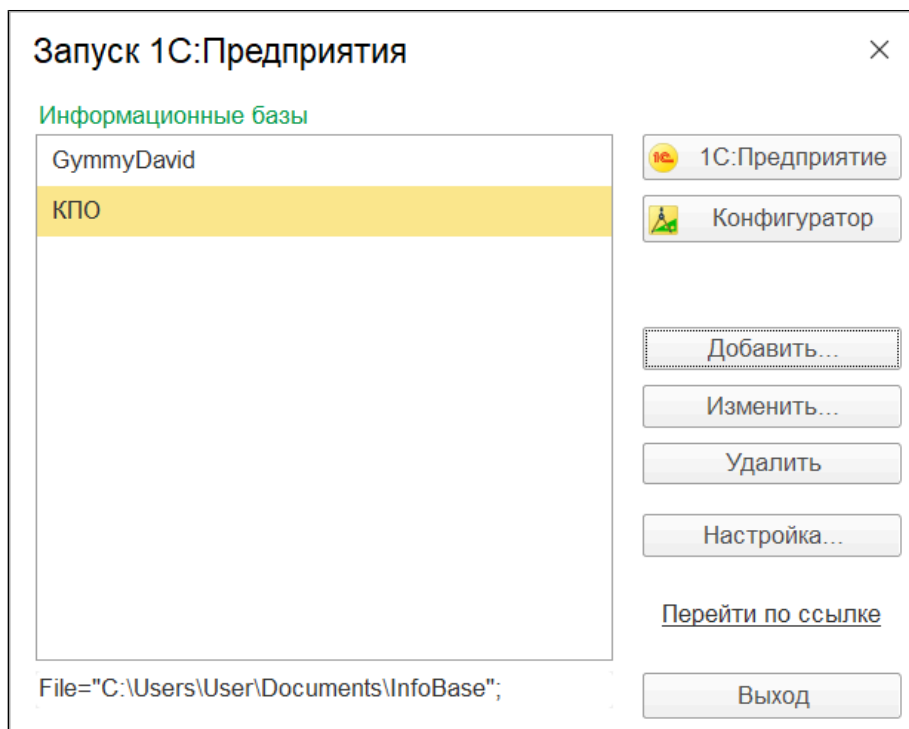 Запуск 1С:Предприятия
Информационные базы
GymmyDavid
КПО
1С:Предприятие
Конфигуратор
Добавить...
Изменить...
Удалить
Настройка...
Перейти по ссылке
File="C:\Users\User\Documents\InfoBase";
Выход